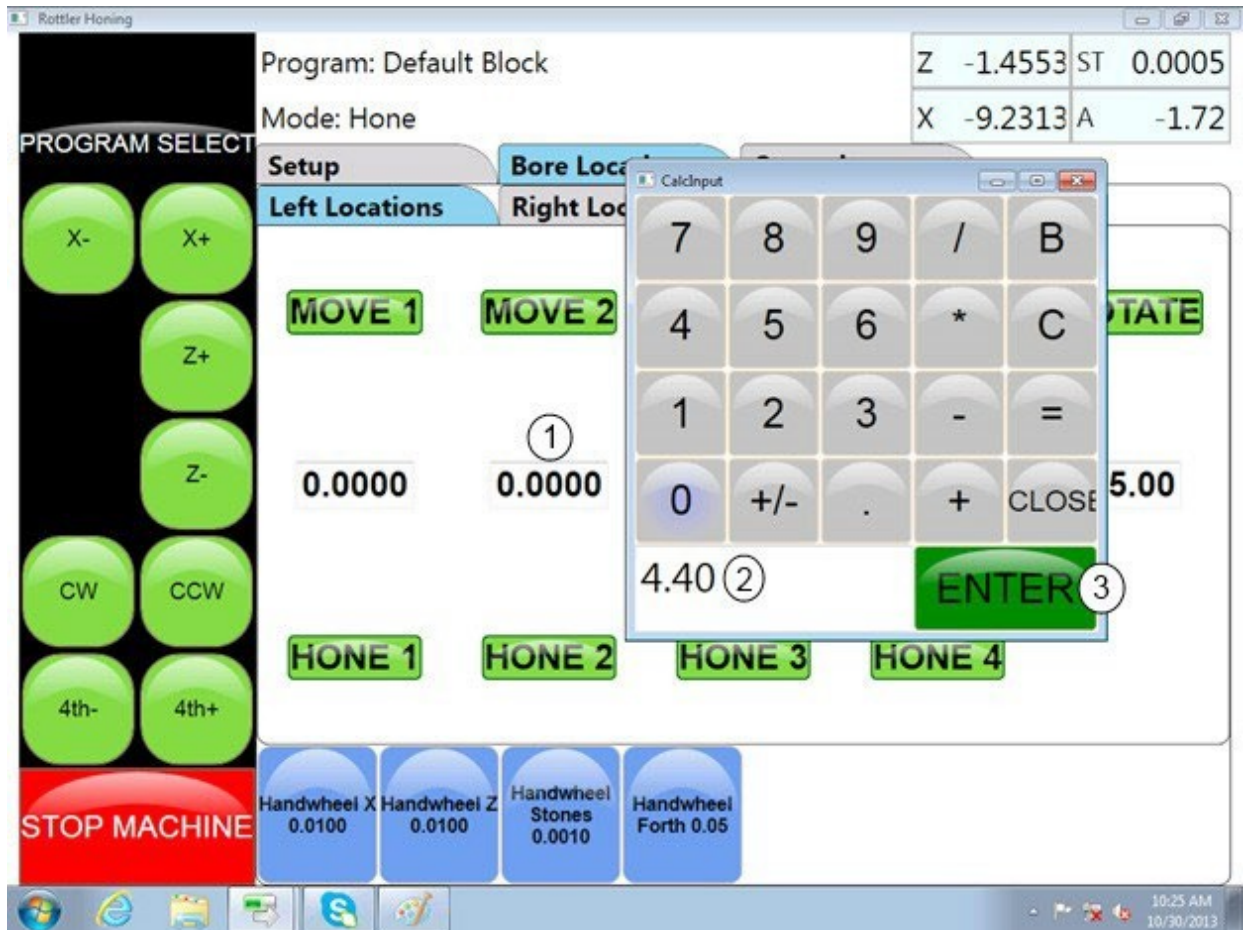 Rottler Honing
Program: Default Block
Z -1.4553 ST 0.0005
Mode: Hone
X -9.2313 A -1.72
PROGRAM SELECT
Setup
Bore Loca
Left Locations
Right Loc
CalcInput
7 8 9 / B
4 5 6 * C
1 2 3 - =
0 +/- . + CLOSE
4.40 2
ENTER 3
X- X+
Z+
Z-
CW CCW
4th- 4th+
STOP MACHINE
MOVE 1 MOVE 2
OTATE
1
0.0000 0.0000
5.00
HONE 1 HONE 2 HONE 3 HONE 4
Handwheel X
0.0100
Handwheel Z
0.0100
Handwheel
Stones
0.0010
Handwheel
Forth 0.05
10:25 AM
10/30/2013